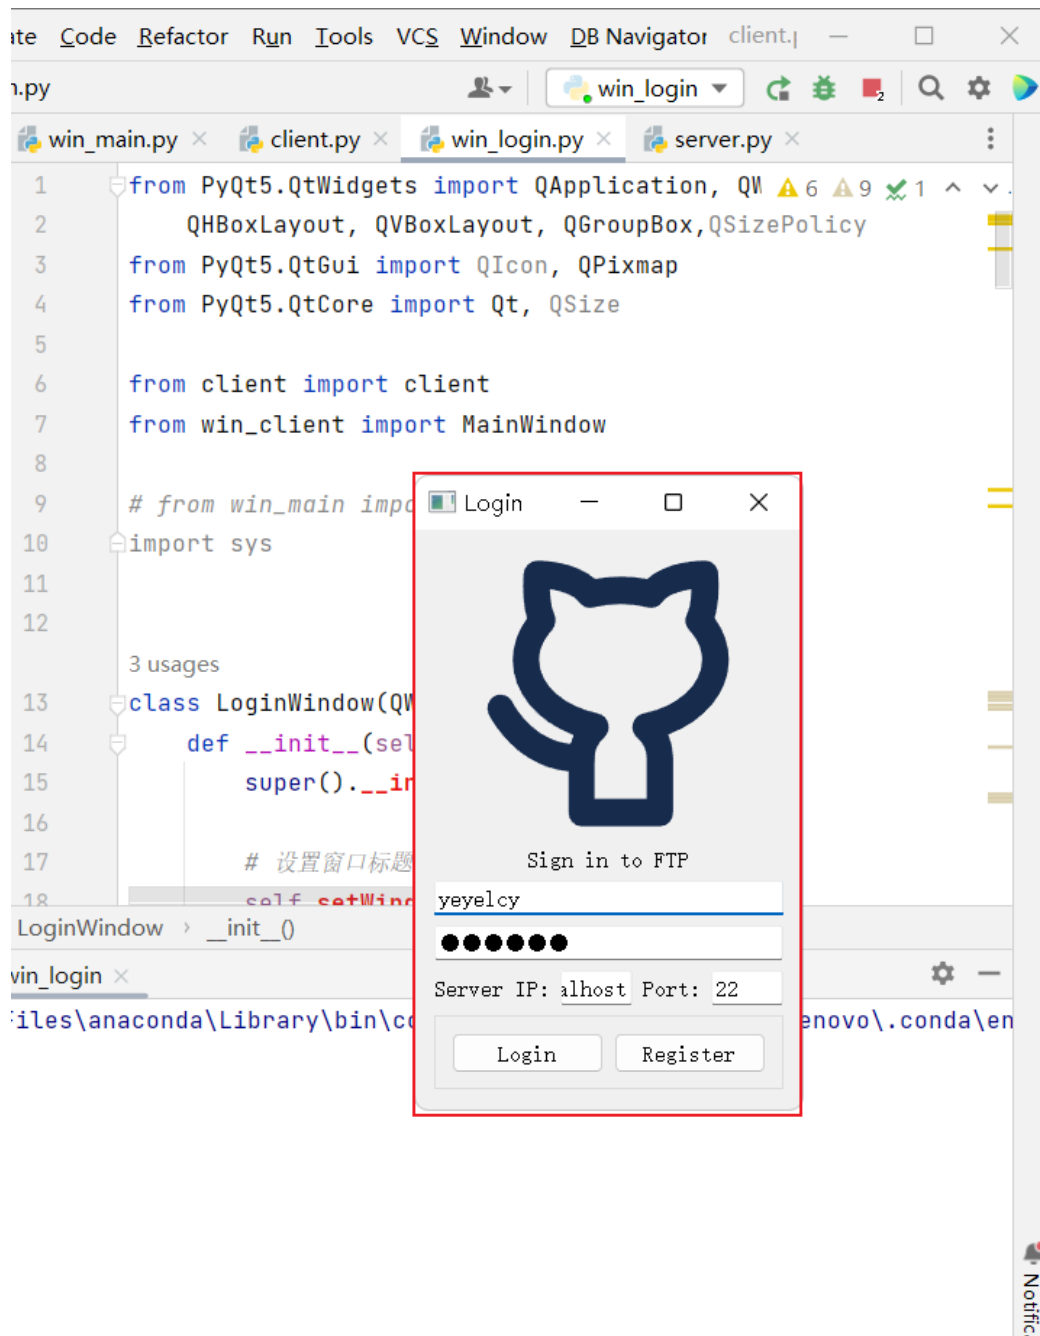 ate Code Refactor Run Tools VCS Window DB Navigator client.p
n.py win_login 2
win_main.py client.py win_login.py server.py
1 from PyQt5.QtWidgets import QApplication, QW 6 9 1
2 QHBoxLayout, QVBoxLayout, QGroupBox,QSizePolicy
3 from PyQt5.QtGui import QIcon, QPixmap
4 from PyQt5.QtCore import Qt, QSize
5
6 from client import client
7 from win_client import MainWindow
8
9 # from win_main impo
10 import sys
11
12
3 usages
13 class LoginWindow(QW
14 def __init__(sel
15 super().__in
16
17 # 设置窗口标题
18 self.setWind
LoginWindow › __init__()
win_login
Files\anaconda\Library\bin\co
enovo\.conda\en
Login
Sign in to FTP
yeyelcy
Server IP: alhost Port: 22
Login Register
Notific